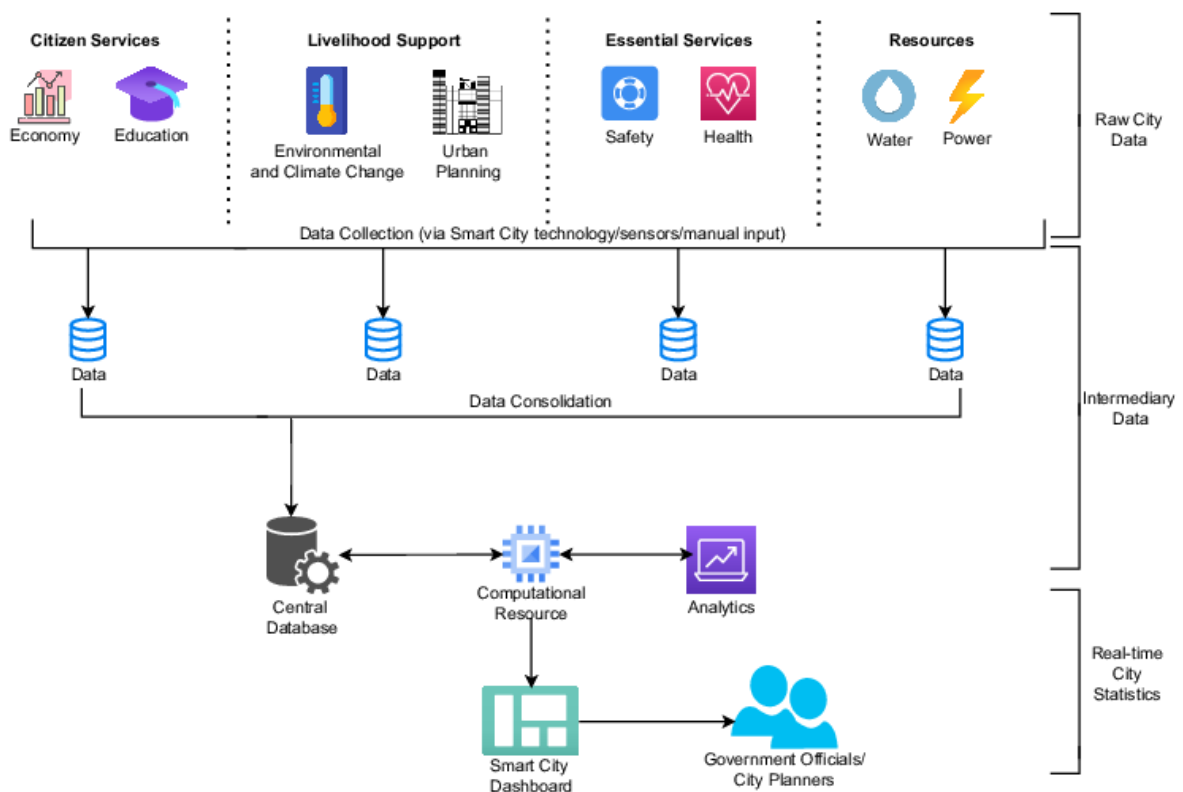 Citizen Services
Livelihood Support
Essential Services
Resources
Economy
Education
Environmental
and Climate Change
Urban
Planning
Safety
Health
Water
Power
Raw City
Data
Data Collection (via Smart City technology/sensors/manual input)
Data
Data
Data
Data
Data Consolidation
Intermediary
Data
Central
Database
Computational
Resource
Analytics
Real-time
City
Statistics
Smart City
Dashboard
Government Officials/
City Planners